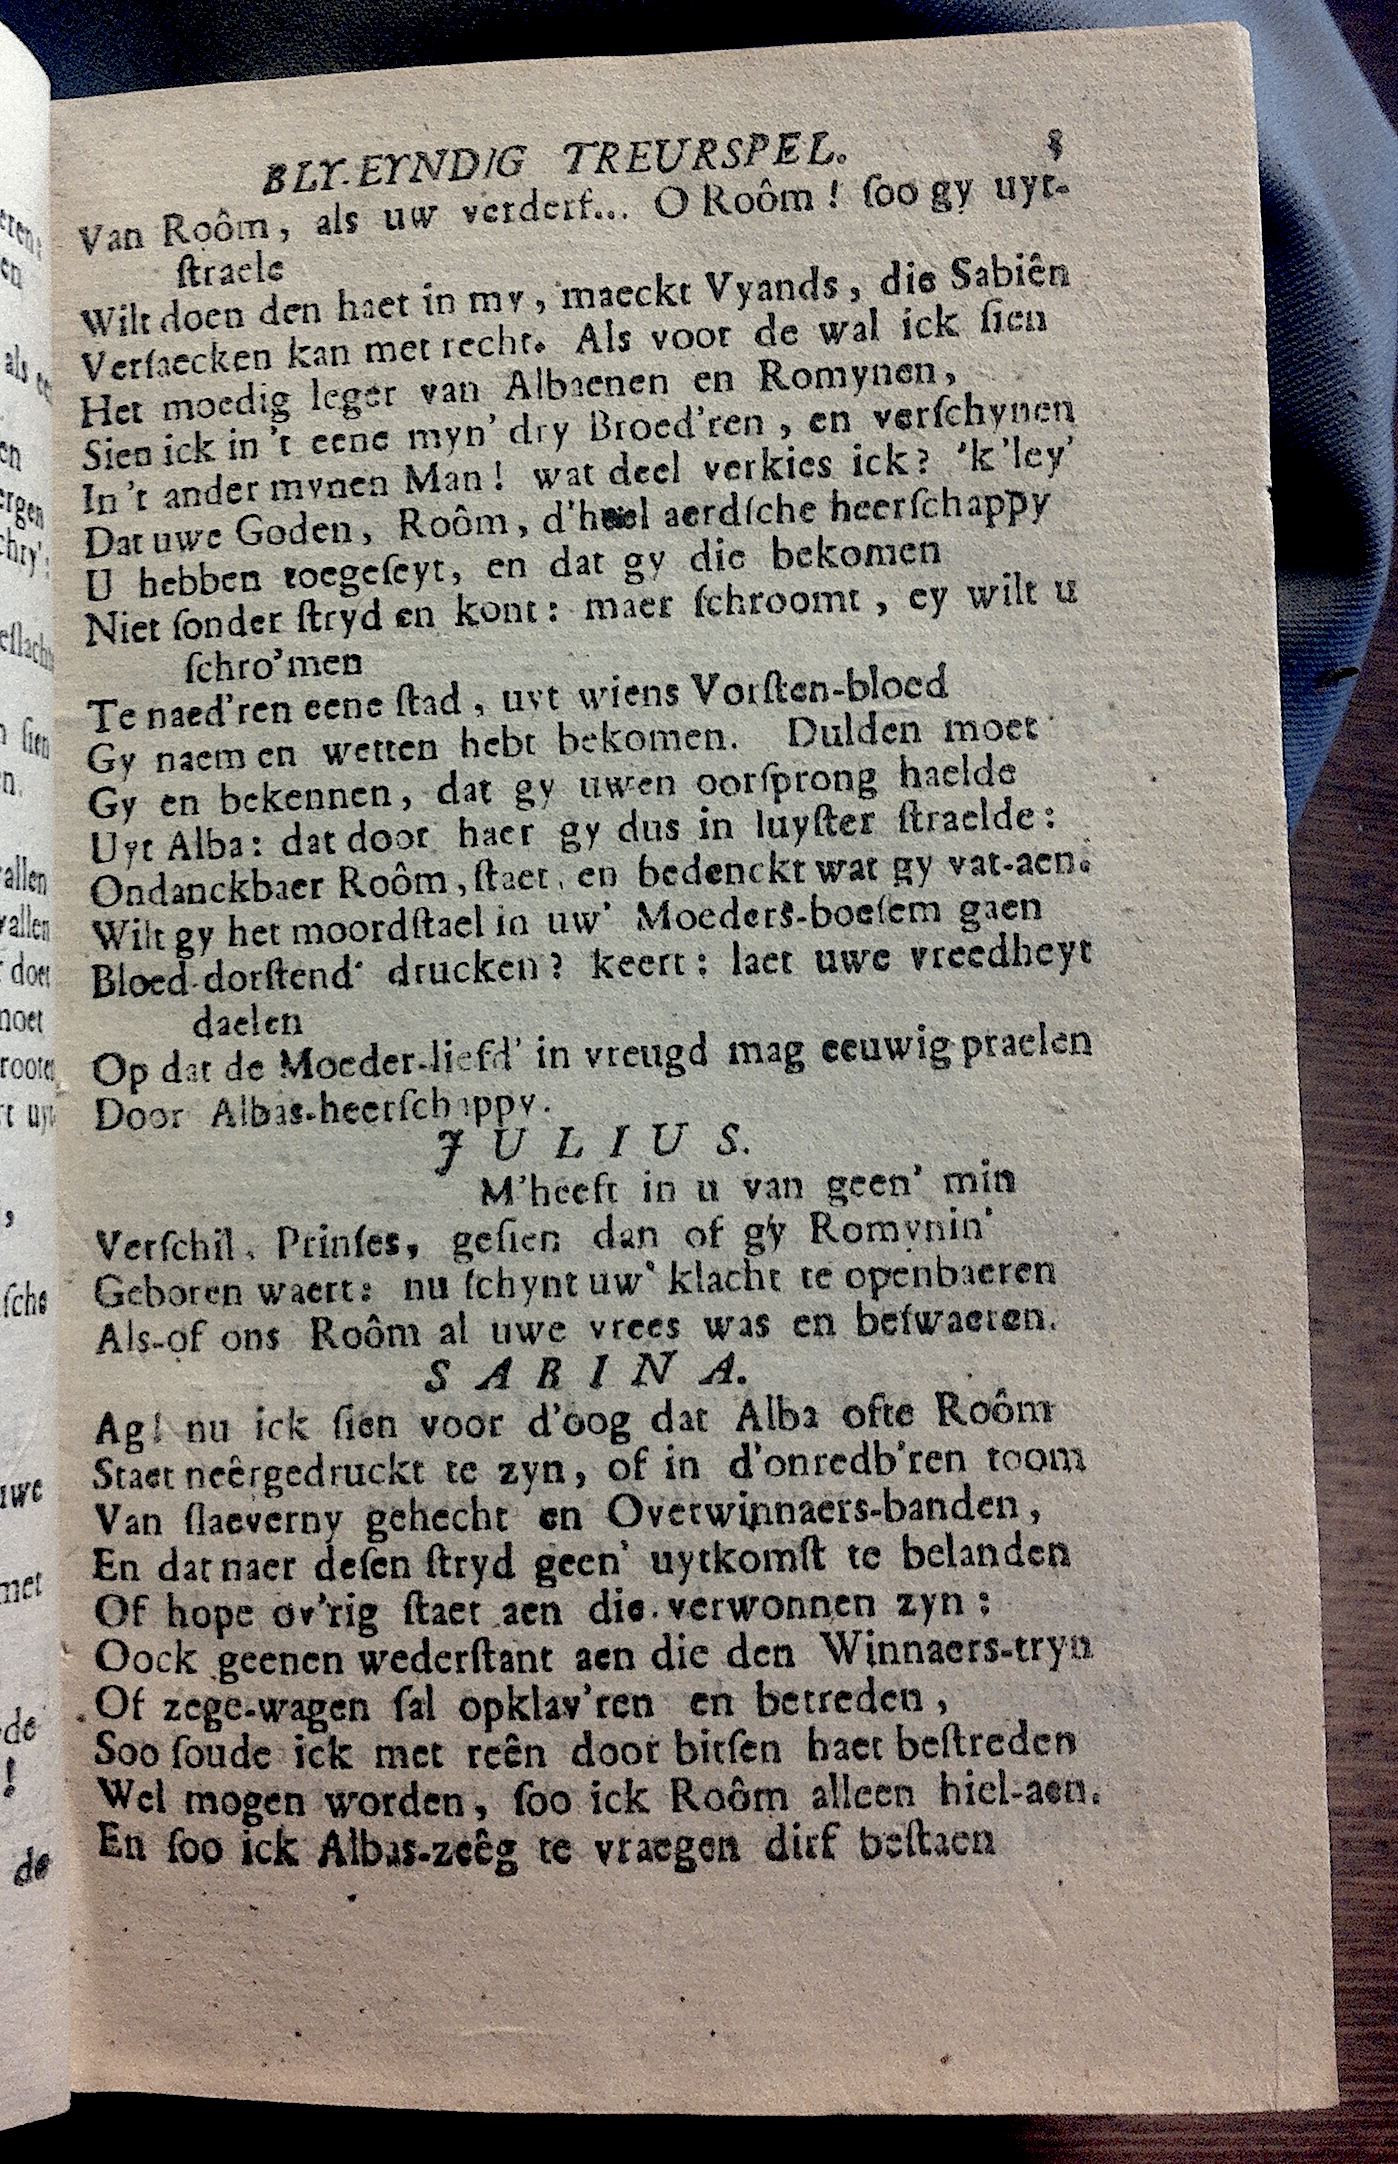 BLY-EYNDIG TREURSPEL. 8
Van Roôm, als uw verderf... O Roôm! ſoo gy uyt-
ſtraele
Wilt doen den haet in my, maeckt Vyands, die Sabiên
Verſaecken kan met recht. Als voor de wal ick ſien
Het moedig leger van Albaenen en Romynen,
Sien ick in 't eene myn' dry Broed'ren, en verſchynen
In 't ander mynen Man! wat deel verkies ick? 'k 'ley'
Dat uwe Goden, Roôm, d'heel aerdſche heerſchappy
U hebben toegeſeyt, en dat gy die bekomen
Niet ſonder ſtryd en kont: maer ſchroomt, ey wilt u
ſchro'men
Te naed'ren eene ſtad, uyt wiens Vorſten-bloed
Gy naem en wetten hebt bekomen. Dulden moet
Gy en bekennen, dat gy uwen oorſprong haelde
Uyt Alba: dat door haer gy dus in luyſter ſtraelde:
Ondanckbaer Roôm, ſtaet, en bedenckt wat gy vat-aen.
Wilt gy het moordſtael in uw' Moeders-boeſem gaen
Bloed-dorſtend' drucken? keert: laet uwe vreedheyt
daelen
Op dat de Moeder-liefd' in vreugd mag eeuwig praelen
Door Albas-heerſchappy.
JULIUS.
M'heeft in u van geen' min
Verſchil, Prinſes, geſien dan of gy Romynin'
Geboren waert: nu ſchynt uw' klacht te openbaeren
Als-of ons Roôm al uwe vrees was en beſwaeren.
SABINA.
Ag! nu ick ſien voor d'oog dat Alba ofte Roôm
Staet neêrgedruckt te zyn, of in d'onredb'ren toom
Van ſlaeverny gehecht en Overwinnaers-banden,
En dat naer deſen ſtryd geen' uytkomſt te belanden
Of hope ov'rig ſtaet aen die verwonnen zyn:
Oock geenen wederſtant aen die den Winnaers-tryn
Of zege-wagen ſal opklav'ren en betreden,
Soo ſoude ick met reên door bitſen haet beſtreden
Wel mogen worden, ſoo ick Roôm alleen hiel-aen.
En ſoo ick Albas-zeêg te vraegen dirf beſtaen